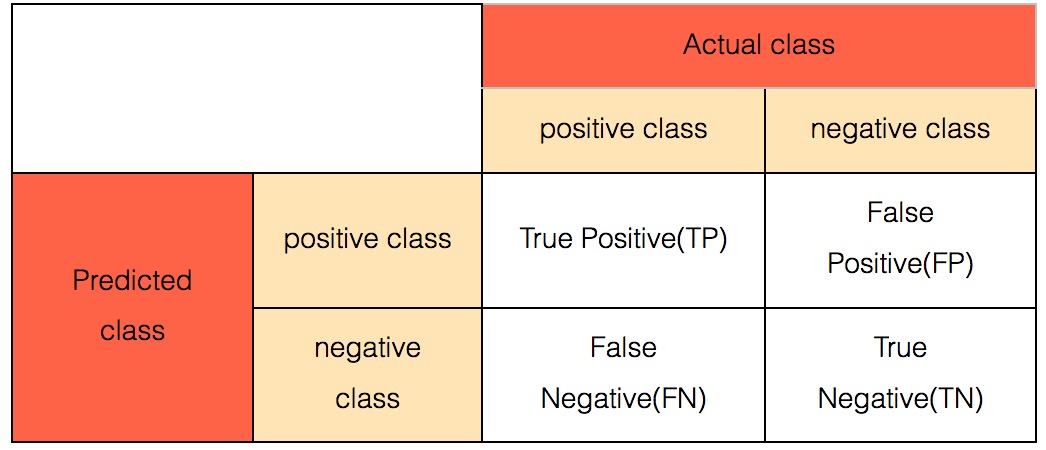 Actual class
positive class
negative class
Predicted
class
positive class
True Positive(TP)
False
Positive(FP)
negative
class
False
Negative(FN)
True
Negative(TN)